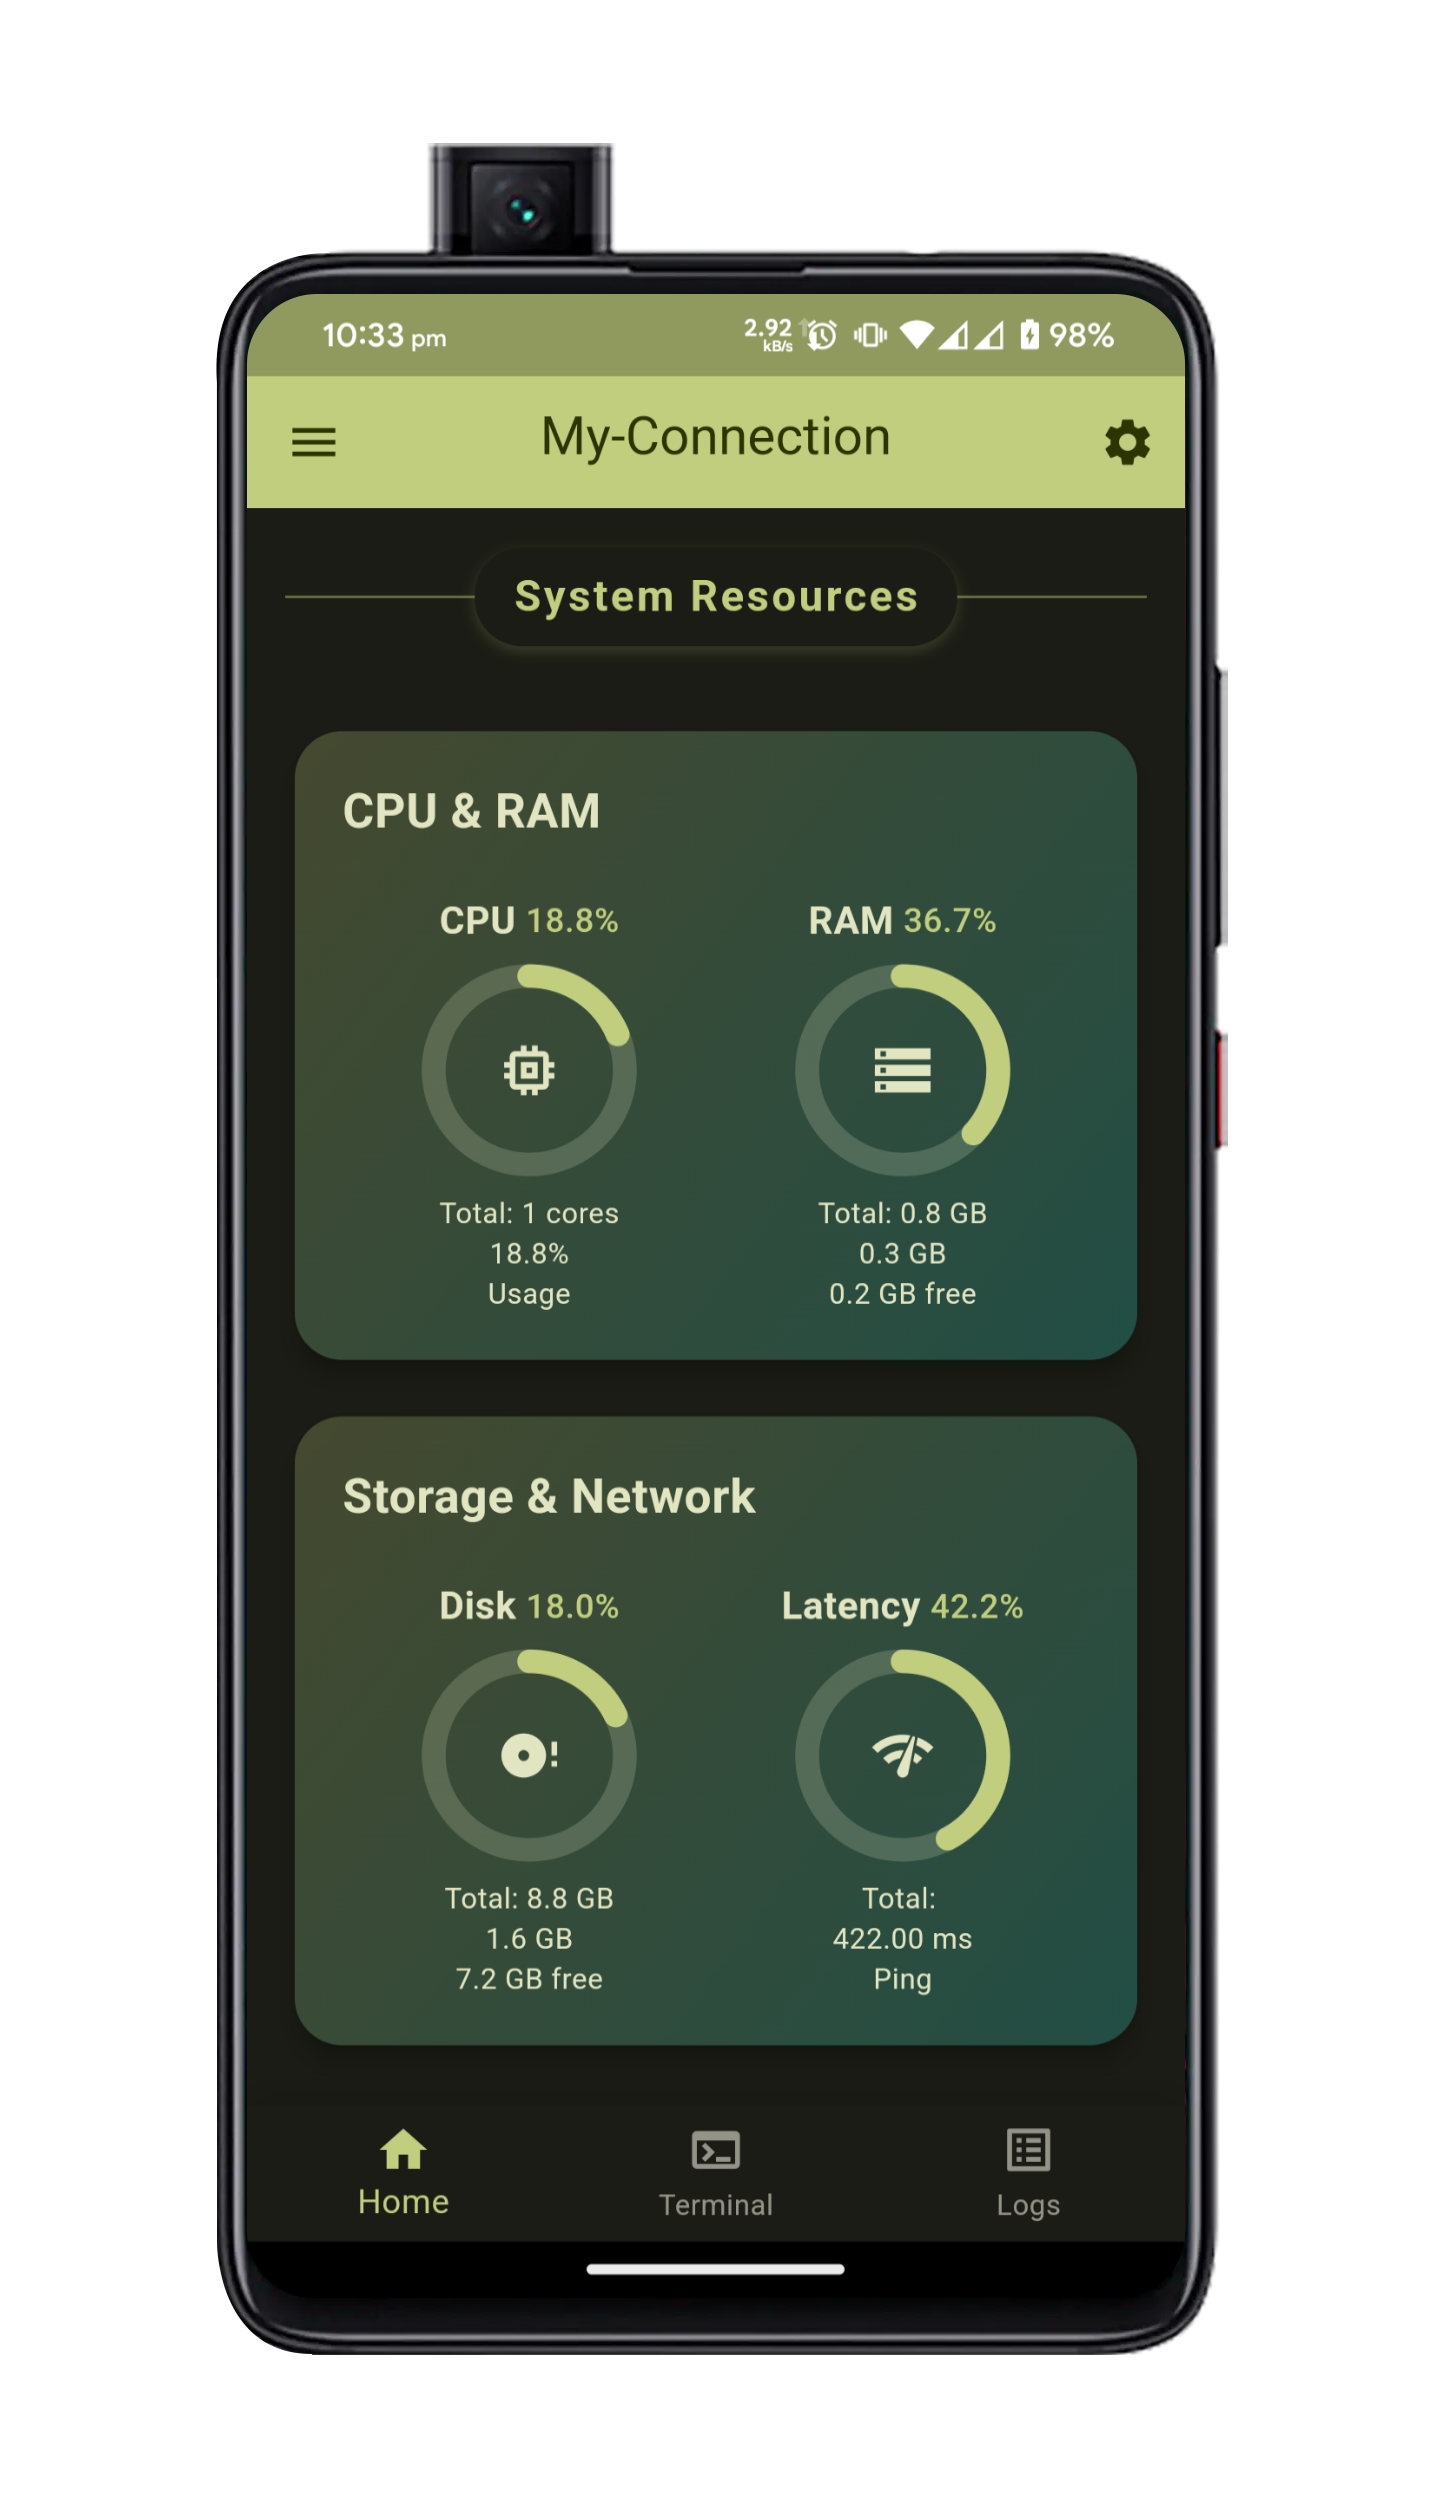 10:33 pm 2.92 kB/s 98%
My-Connection
System Resources
CPU & RAM
CPU 18.8%
Total: 1 cores
18.8%
Usage
RAM 36.7%
Total: 0.8 GB
0.3 GB
0.2 GB free
Storage & Network
Disk 18.0%
Total: 8.8 GB
1.6 GB
7.2 GB free
Latency 42.2%
Total:
422.00 ms
Ping
Home
Terminal
Logs